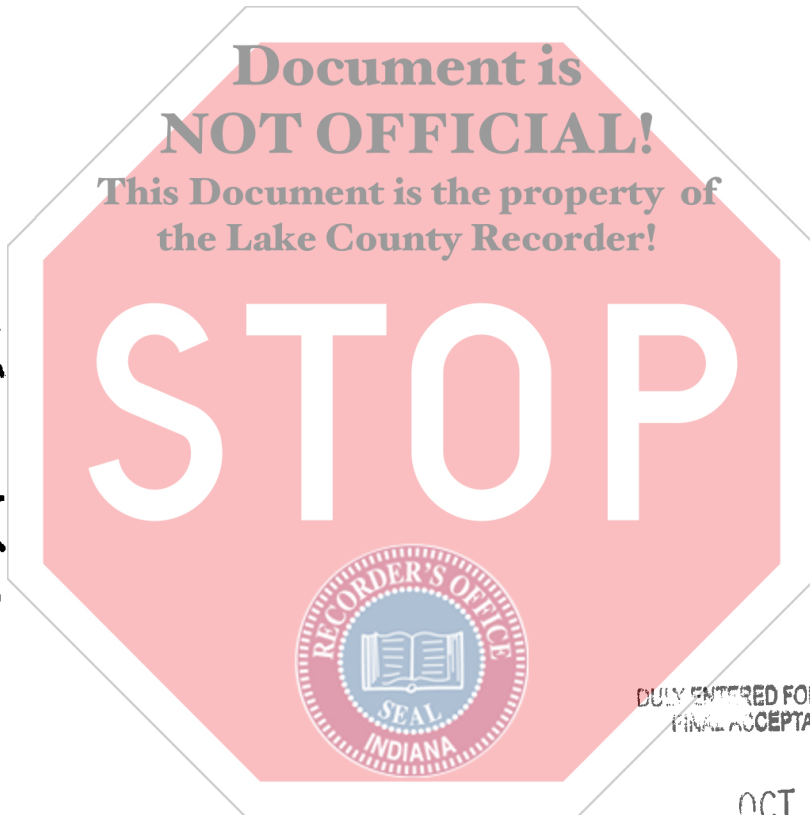 Document is
NOT OFFICIAL!
This Document is the property of
the Lake County Recorder!
STOP
RECORDER'S OFFICE
SEAL
INDIANA
DULY ENTERED FO
FINAL ACCEPTA
OCT